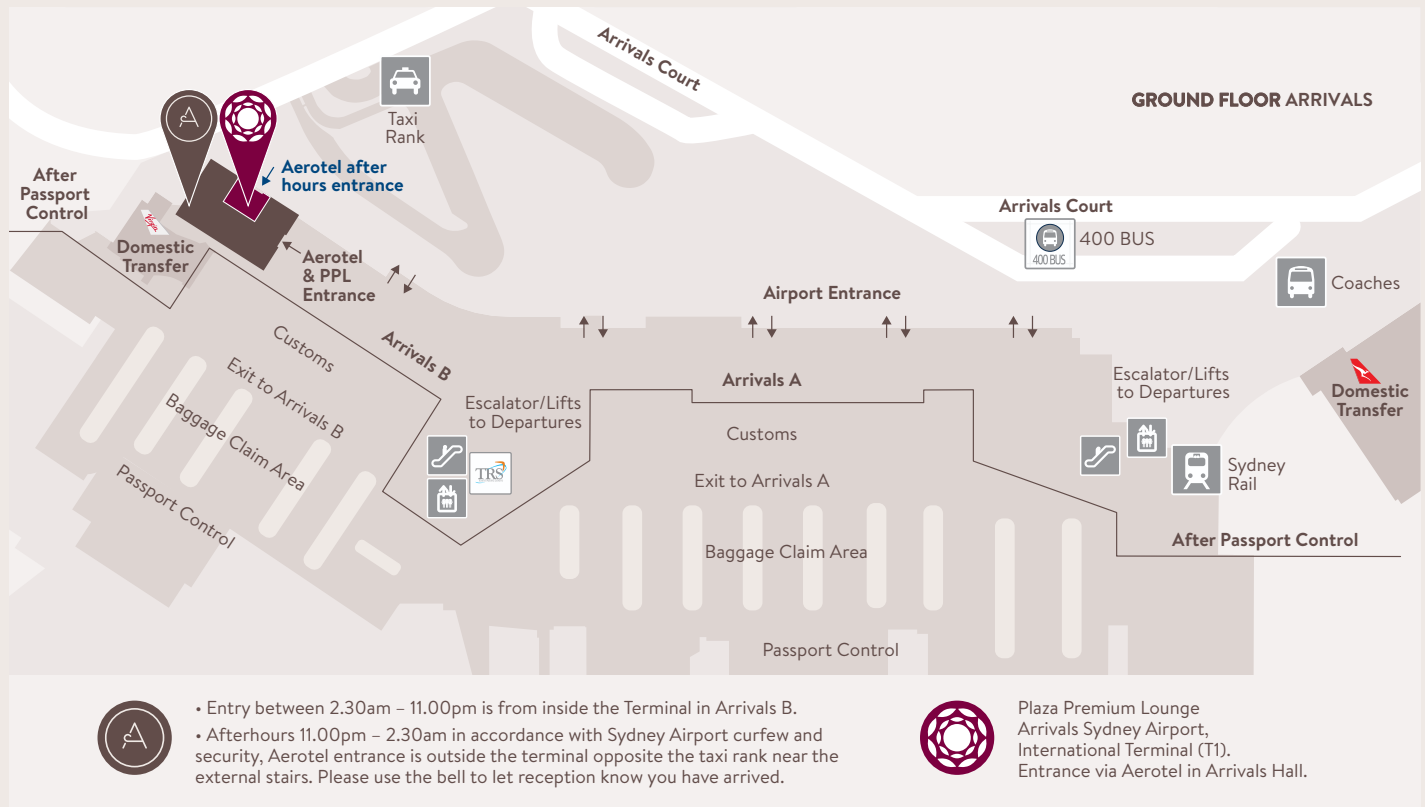 Arrivals Court
GROUND FLOOR ARRIVALS
Taxi
Rank
A
Aerotel after
hours entrance
After
Passport
Control
Virgin
Domestic
Transfer
Aerotel
& PPL
Entrance
Arrivals Court
400 BUS
400 BUS
Coaches
Airport Entrance
Customs
Arrivals B
Exit to Arrivals B
Baggage Claim Area
Passport Control
Escalator/Lifts
to Departures
TRS
Arrivals A
Customs
Exit to Arrivals A
Baggage Claim Area
Passport Control
Escalator/Lifts
to Departures
Domestic
Transfer
Sydney
Rail
After Passport Control
A
• Entry between 2.30am – 11.00pm is from inside the Terminal in Arrivals B.
• Afterhours 11.00pm – 2.30am in accordance with Sydney Airport curfew and
security, Aerotel entrance is outside the terminal opposite the taxi rank near the
external stairs. Please use the bell to let reception know you have arrived.
Plaza Premium Lounge
Arrivals Sydney Airport,
International Terminal (T1).
Entrance via Aerotel in Arrivals Hall.